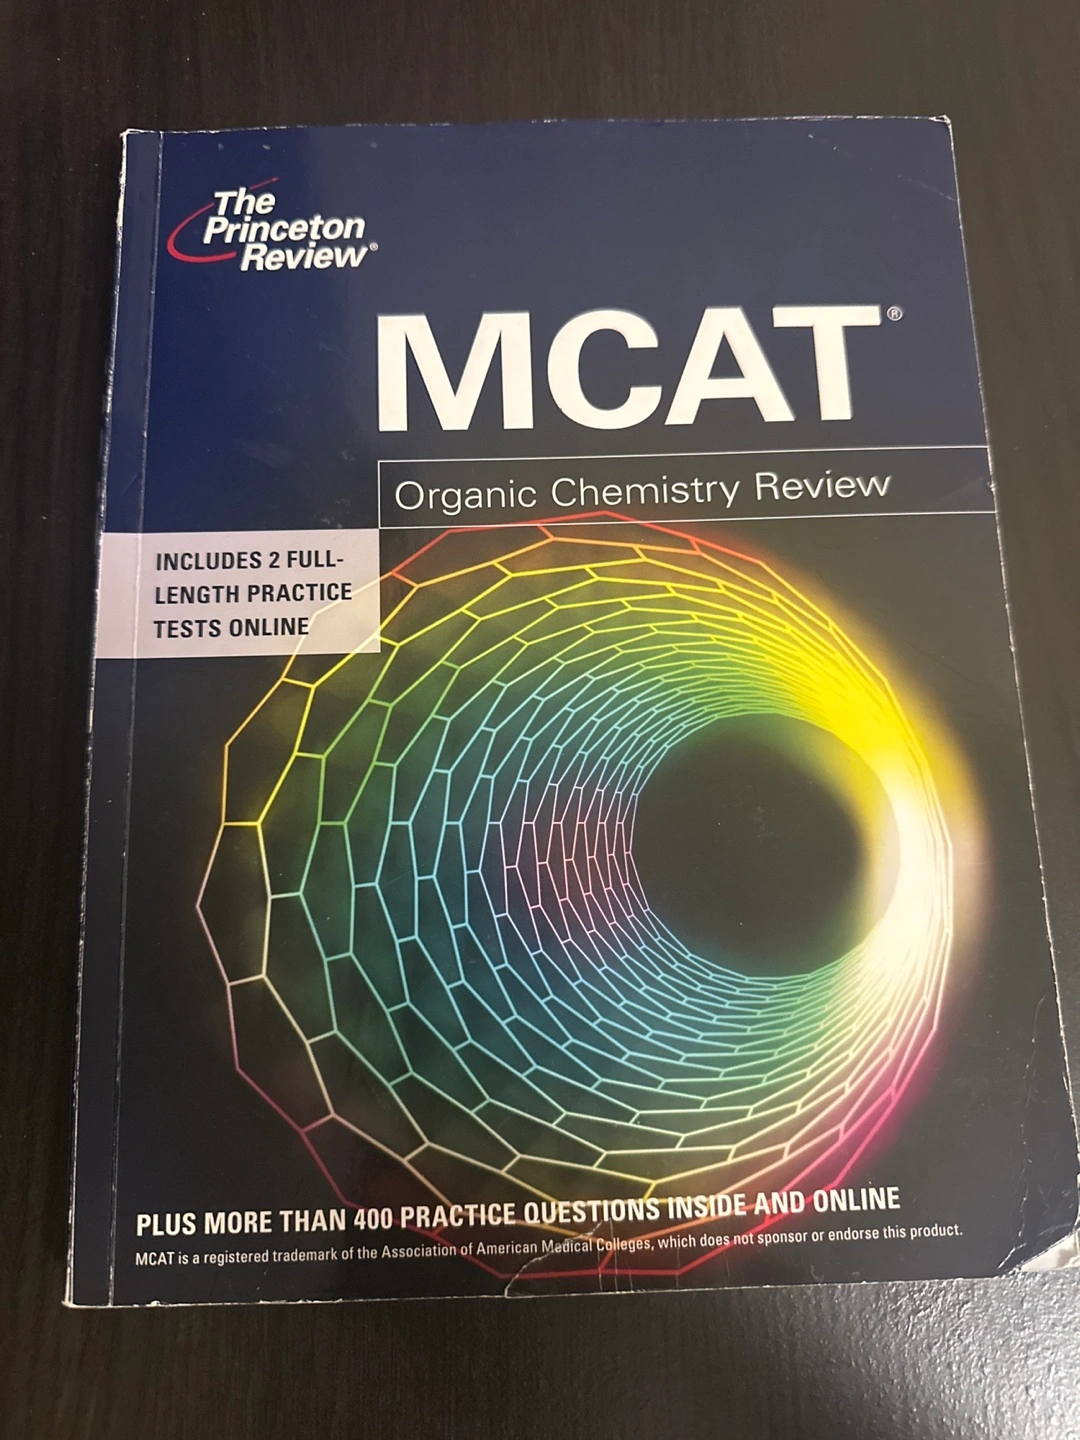 The
Princeton
Review®
MCAT®
Organic Chemistry Review
INCLUDES 2 FULL-
LENGTH PRACTICE
TESTS ONLINE
PLUS MORE THAN 400 PRACTICE QUESTIONS INSIDE AND ONLINE
MCAT is a registered trademark of the Association of American Medical Colleges, which does not sponsor or endorse this product.